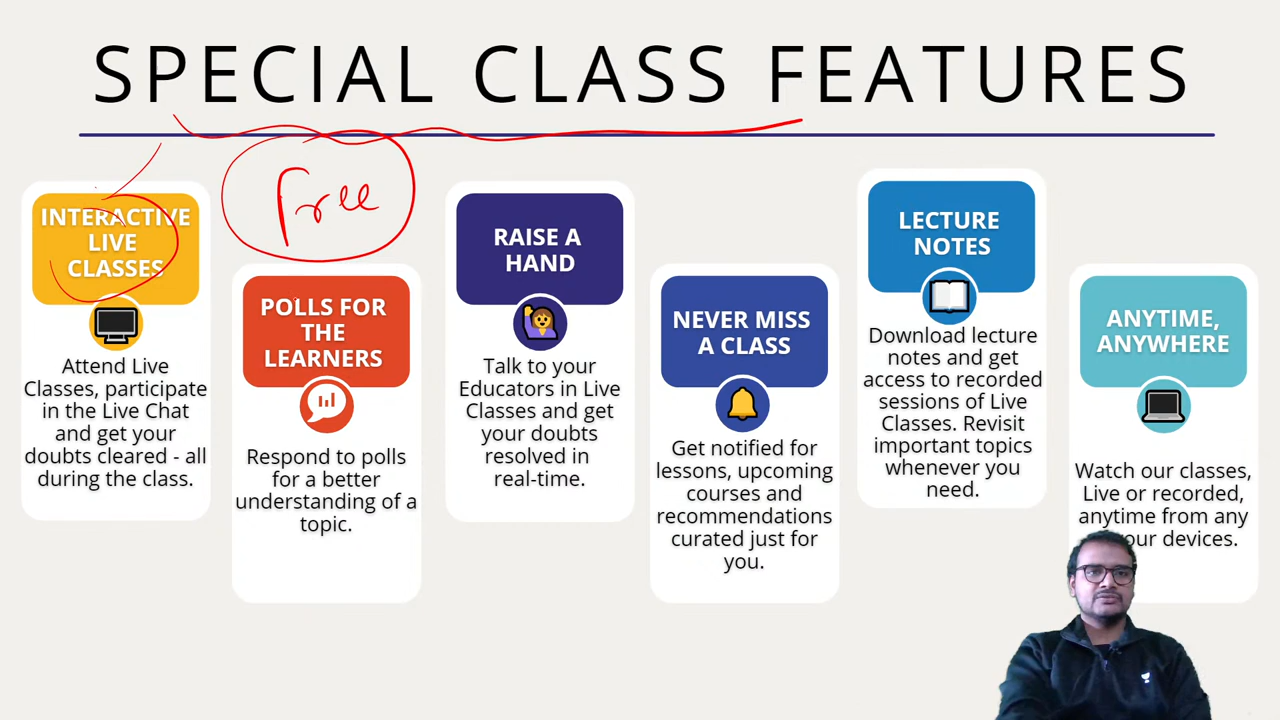 SPECIAL CLASS FEATURES
Free
INTERACTIVE
LIVE
CLASSES
Attend Live
Classes, participate
in the Live Chat
and get your
doubts cleared - all
during the class.
POLLS FOR
THE
LEARNERS
Respond to polls
for a better
understanding of a
topic.
RAISE A
HAND
Talk to your
Educators in Live
Classes and get
your doubts
resolved in
real-time.
NEVER MISS
A CLASS
Get notified for
lessons, upcoming
courses and
recommendations
curated just for
you.
LECTURE
NOTES
Download lecture
notes and get
access to recorded
sessions of Live
Classes. Revisit
important topics
whenever you
need.
ANYTIME,
ANYWHERE
Watch our classes,
Live or recorded,
anytime from any
our devices.